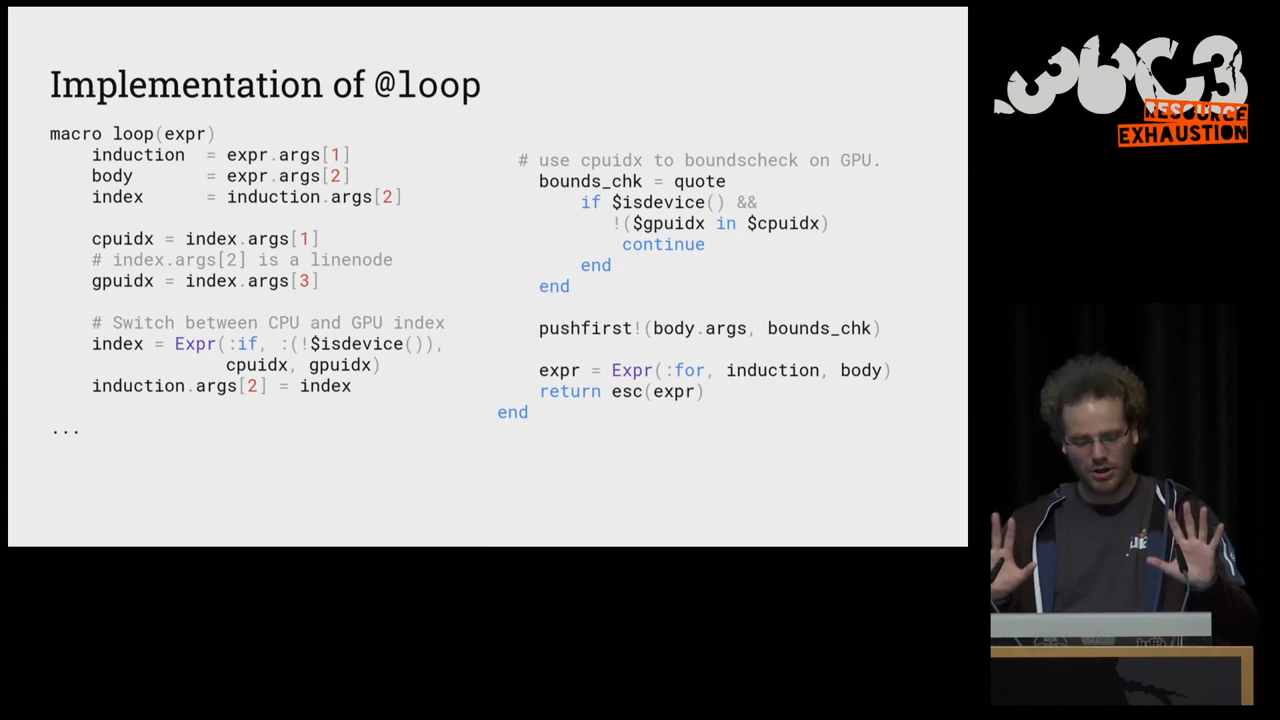 Implementation of @loop
macro loop(expr)
    induction  = expr.args[1]
    body       = expr.args[2]
    index      = induction.args[2]
    cpuidx = index.args[1]
    # index.args[2] is a linenode
    gpuidx = index.args[3]
    # Switch between CPU and GPU index
    index = Expr(:if, :(!$isdevice()),
                 cpuidx, gpuidx)
    induction.args[2] = index
...
  # use cpuidx to boundscheck on GPU.
    bounds_chk = quote
        if $isdevice() &&
           !($gpuidx in $cpuidx)
            continue
        end
    end
    pushfirst!(body.args, bounds_chk)
    expr = Expr(:for, induction, body)
    return esc(expr)
end
36C3
RESOURCE
EXHAUSTION